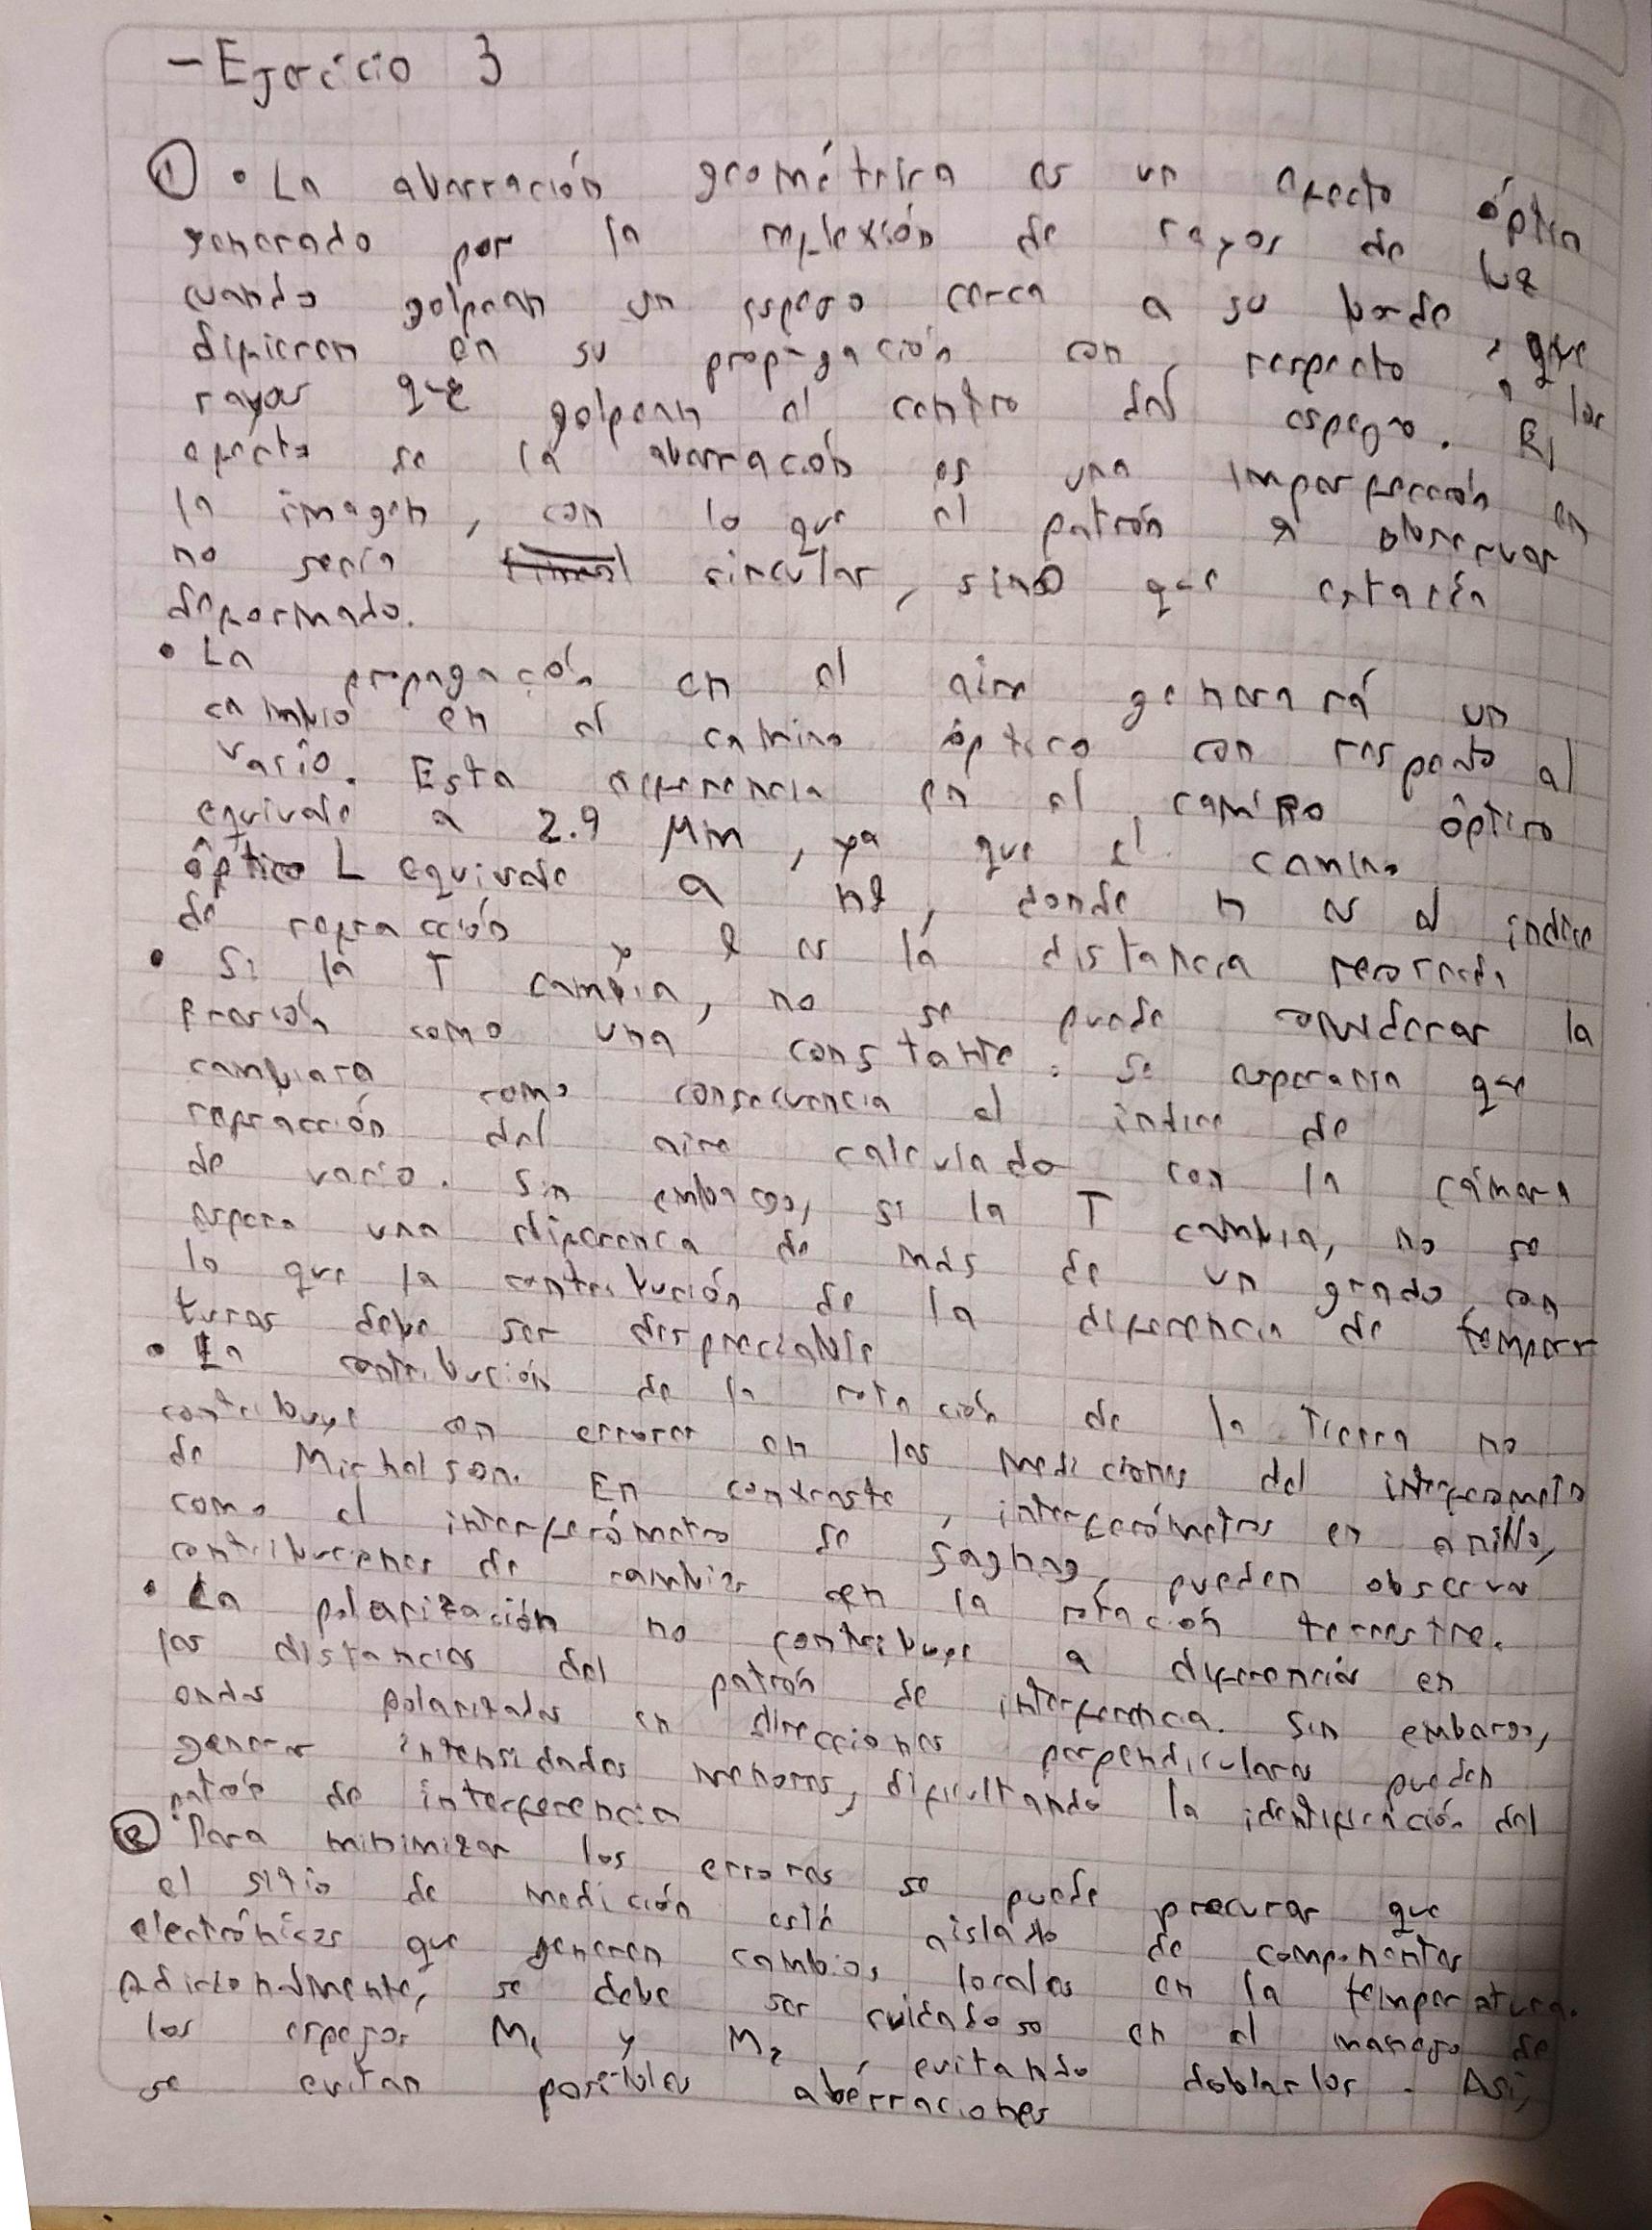 - Ejercicio 3
① • La aberración geométrica es un efecto óptico
generado por la reflexión de rayos de luz
cuando golpean un espejo cerca a su borde, que
difieren en su propagación con respecto a los
rayos que golpean el centro del espejo. El
efecto de la aberración es una imperfección en
la imagen, con lo que el patrón a observar
no sería circular, sino que estaría
deformado.
• La propagación en el aire generará un
cambio en el camino óptico con respecto al
vacío. Esta diferencia en el camino óptico
equivale a 2.9 μm, ya que el camino
óptico L equivale a nl, donde n es el índice
de refracción y l es la distancia recorrida
• Si la T cambia, no se puede considerar la
Presión como una constante. Se esperaría que
cambiara como consecuencia el índice de
refracción del aire calculado con la cámara
de vacío. Sin embargo, si la T cambia, no se
espera una diferencia de más de un grado, con
lo que la contribución de la diferencia de temper
turas debe ser despreciable
• La contribución de la rotación de la Tierra no
contribuye con errores en las mediciones del interferometro
de Michelson. En contraste, interferómetros en anillo,
como el interferómetro de Sagnag, pueden observar
contribuciones de cambios en la rotación terrestre.
• La polarización no contribuye a diferencias en
las distancias del patrón de interferencia. Sin embargo,
ondas polarizadas en direcciones perpendiculares pueden
generar intensidades menores, dificultando la identificación del
patrón de interferencia
② • Para minimizar los errores se puede procurar que
el sitio de medición esté aislado de componentes
electrónicas que generen cambios locales en la temperatura.
Adicionalmente, se debe ser cuidadoso en el manejo de
los espejos M₁ y M₂, evitando doblarlos. Así,
se evitan posibles aberraciones